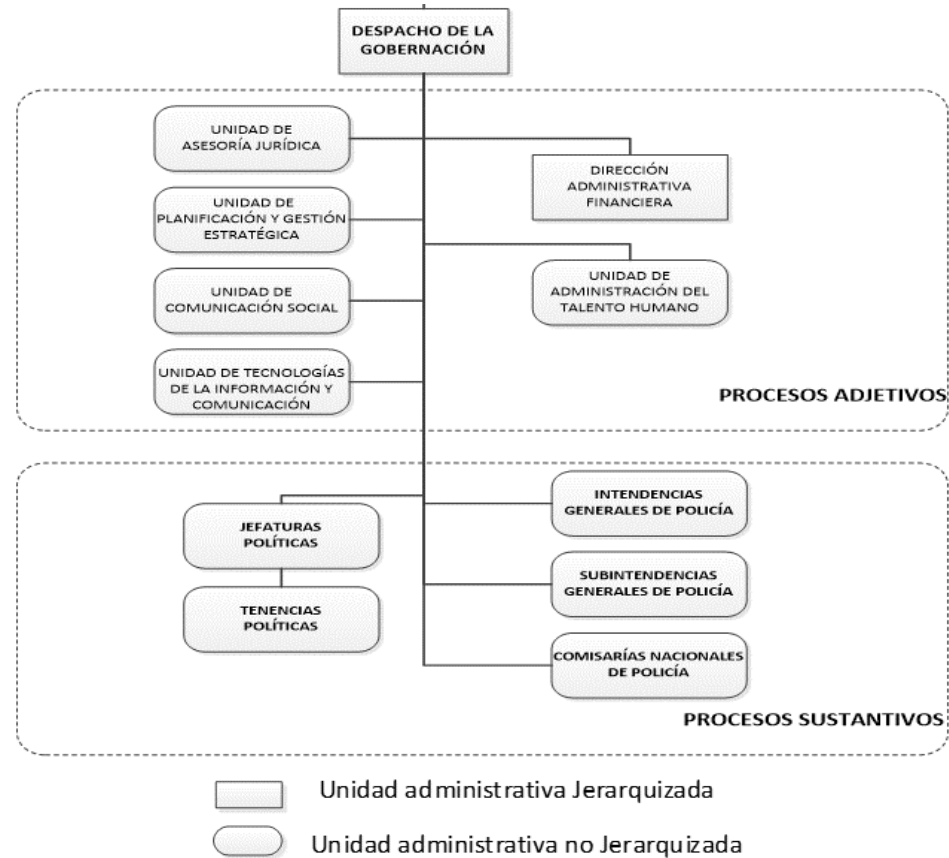 DESPACHO DE LA
GOBERNACIÓN
UNIDAD DE
ASESORÍA JURÍDICA
DIRECCIÓN
ADMINISTRATIVA
FINANCIERA
UNIDAD DE
PLANIFICACIÓN Y GESTIÓN
ESTRATÉGICA
UNIDAD DE
ADMINISTRACIÓN DEL
TALENTO HUMANO
UNIDAD DE
COMUNICACIÓN SOCIAL
UNIDAD DE TECNOLOGÍAS
DE LA INFORMACIÓN Y
COMUNICACIÓN
PROCESOS ADJETIVOS
JEFATURAS
POLÍTICAS
TENENCIAS
POLÍTICAS
INTENDENCIAS
GENERALES DE POLICÍA
SUBINTENDENCIAS
GENERALES DE POLICÍA
COMISARÍAS NACIONALES
DE POLICÍA
PROCESOS SUSTANTIVOS
Unidad administrativa Jerarquizada
Unidad administrativa no Jerarquizada